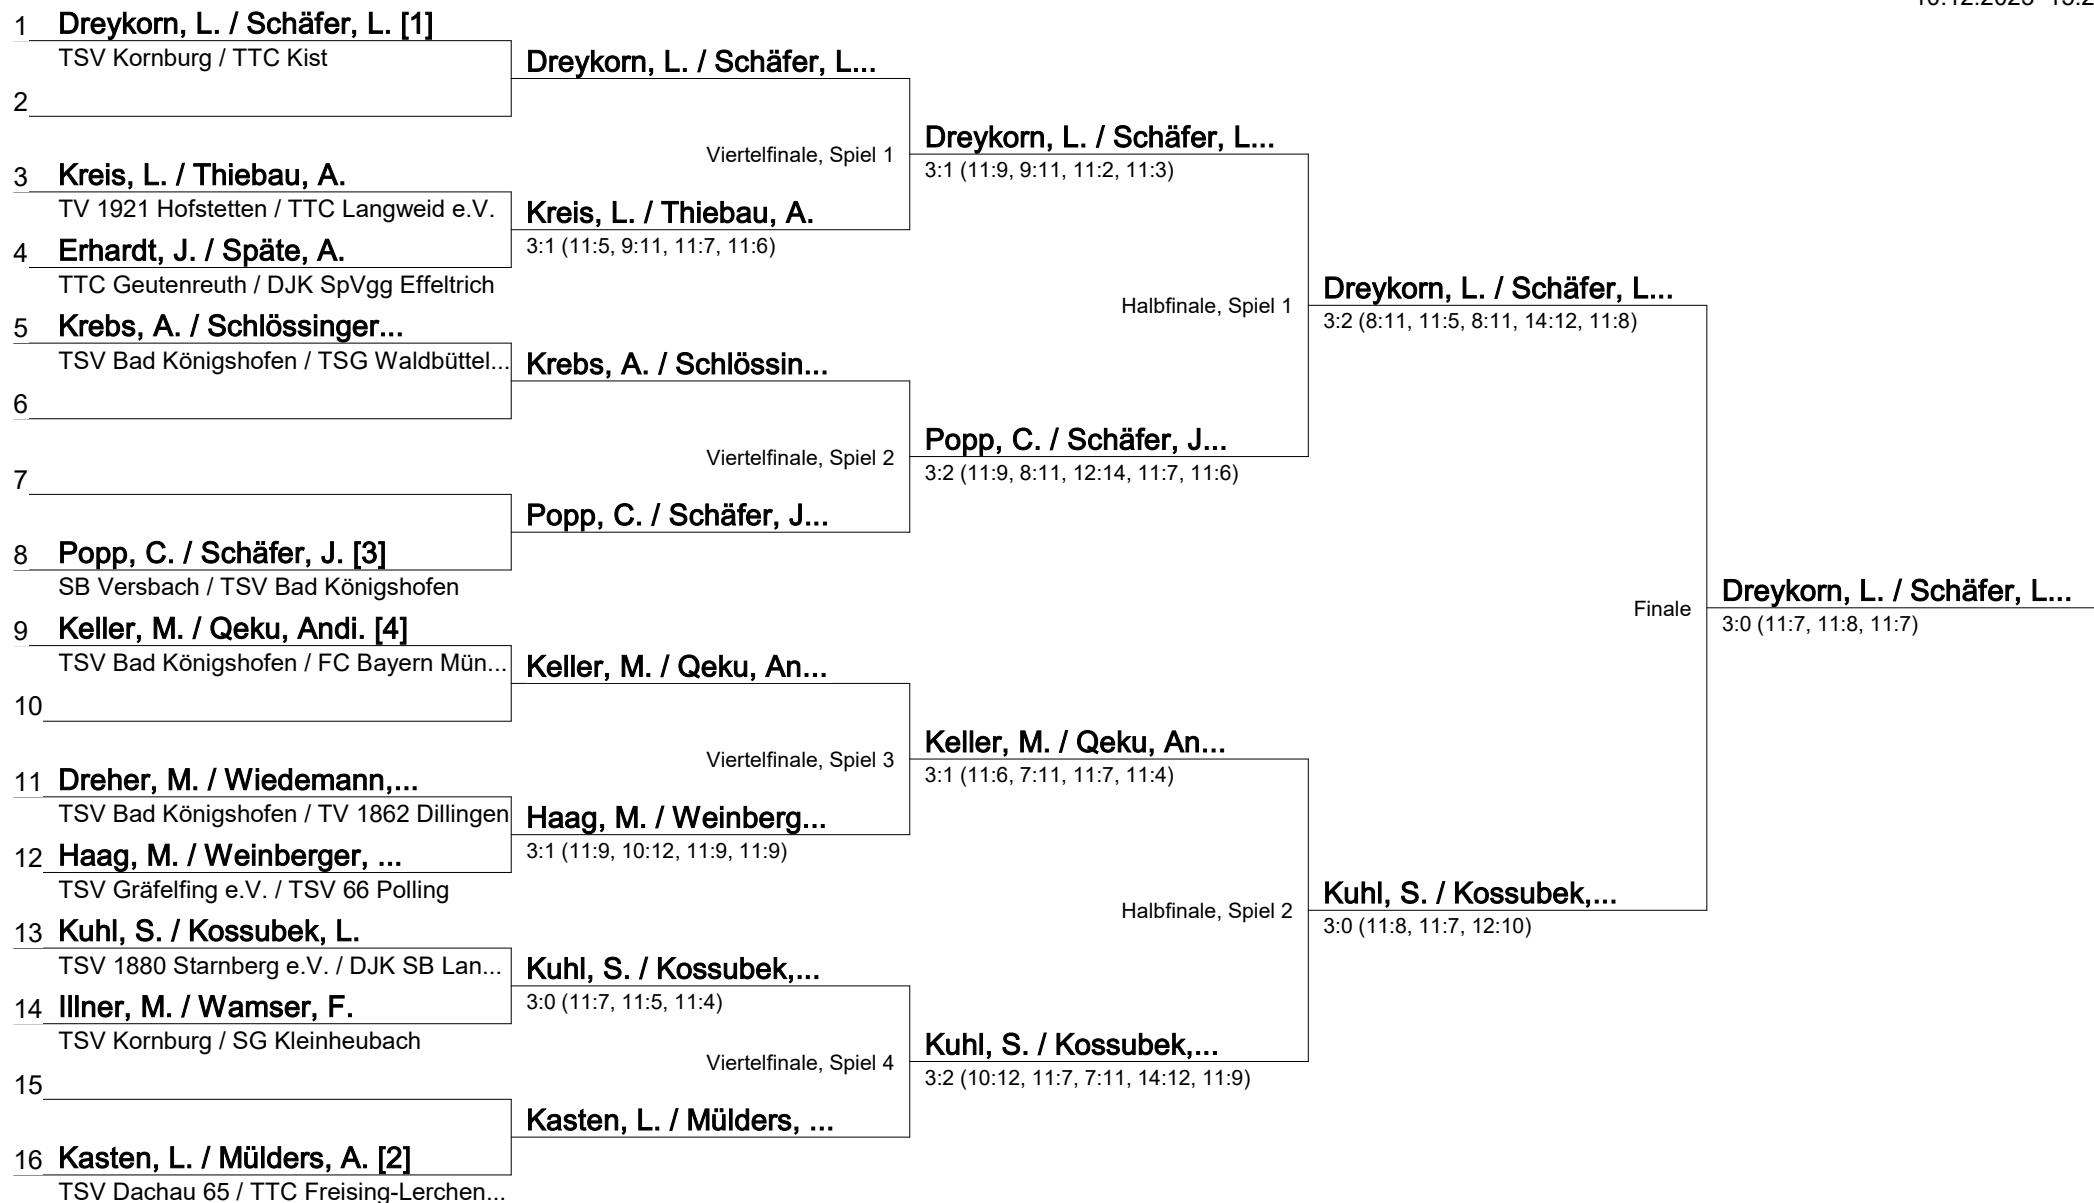 1 Dreykorn, L. / Schäfer, L. [1]
TSV Kornburg / TTC Kist
Dreykorn, L. / Schäfer, L...
2
Dreykorn, L. / Schäfer, L...
Viertelfinale, Spiel 1
3:1 (11:9, 9:11, 11:2, 11:3)
3 Kreis, L. / Thiebau, A.
TV 1921 Hofstetten / TTC Langweid e.V.
Kreis, L. / Thiebau, A.
3:1 (11:5, 9:11, 11:7, 11:6)
4 Erhardt, J. / Späte, A.
TTC Geutenreuth / DJK SpVgg Effeltrich
Dreykorn, L. / Schäfer, L...
Halbfinale, Spiel 1
3:2 (8:11, 11:5, 8:11, 14:12, 11:8)
5 Krebs, A. / Schlössinger...
TSV Bad Königshofen / TSG Waldbüttel...
Krebs, A. / Schlössin...
6
Popp, C. / Schäfer, J...
Viertelfinale, Spiel 2
3:2 (11:9, 8:11, 12:14, 11:7, 11:6)
7
Popp, C. / Schäfer, J...
8 Popp, C. / Schäfer, J. [3]
SB Versbach / TSV Bad Königshofen
Dreykorn, L. / Schäfer, L...
Finale
3:0 (11:7, 11:8, 11:7)
9 Keller, M. / Qeku, Andi. [4]
TSV Bad Königshofen / FC Bayern Mün...
Keller, M. / Qeku, An...
10
Keller, M. / Qeku, An...
Viertelfinale, Spiel 3
3:1 (11:6, 7:11, 11:7, 11:4)
11 Dreher, M. / Wiedemann,...
TSV Bad Königshofen / TV 1862 Dillingen
Haag, M. / Weinberg...
3:1 (11:9, 10:12, 11:9, 11:9)
12 Haag, M. / Weinberger, ...
TSV Gräfelfing e.V. / TSV 66 Polling
Kuhl, S. / Kossubek,...
Halbfinale, Spiel 2
3:0 (11:8, 11:7, 12:10)
13 Kuhl, S. / Kossubek, L.
TSV 1880 Starnberg e.V. / DJK SB Lan...
Kuhl, S. / Kossubek,...
3:0 (11:7, 11:5, 11:4)
14 Illner, M. / Wamser, F.
TSV Kornburg / SG Kleinheubach
Kuhl, S. / Kossubek,...
Viertelfinale, Spiel 4
3:2 (10:12, 11:7, 7:11, 14:12, 11:9)
15
Kasten, L. / Mülders, ...
16 Kasten, L. / Mülders, A. [2]
TSV Dachau 65 / TTC Freising-Lerchen...